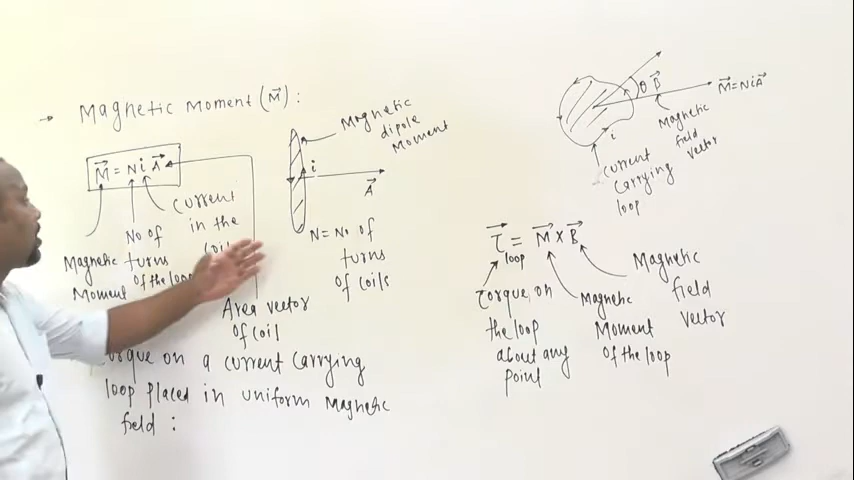 → Magnetic Moment (M⃗) :
M⃗ = N i A⃗
Magnetic
Moment
No of
turns
of the loop
Current
in the
Area vector
of coil
Magnetic
dipole
Moment
i
A⃗
N = No of
turns
of coils
Torque on a current carrying
loop placed in uniform Magnetic
field :
θ B⃗
M⃗ = NiA⃗
i
Magnetic
field
vector
Current
Carrying
loop
τ⃗ loop = M⃗ × B⃗
Torque on
the loop
about any
point
Magnetic
Moment
of the loop
Magnetic
field
vector